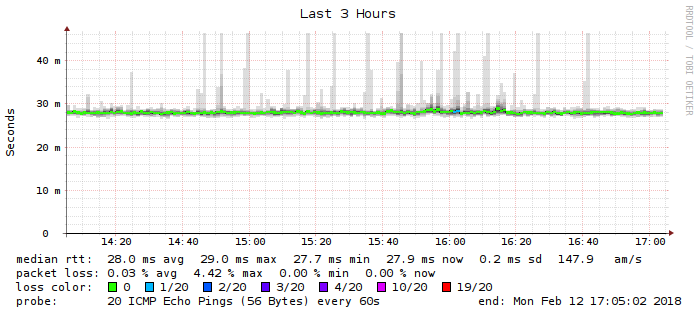 Last 3 Hours
RRDTOOL / TOBI OETIKER
Seconds
40 m
30 m
20 m
10 m
0
14:20 14:40 15:00 15:20 15:40 16:00 16:20 16:40 17:00
median rtt: 28.0 ms avg 29.0 ms max 27.7 ms min 27.9 ms now 0.2 ms sd 147.9 am/s
packet loss: 0.03 % avg 4.42 % max 0.00 % min 0.00 % now
loss color: 0 1/20 2/20 3/20 4/20 10/20 19/20
probe: 20 ICMP Echo Pings (56 Bytes) every 60s end: Mon Feb 12 17:05:02 2018